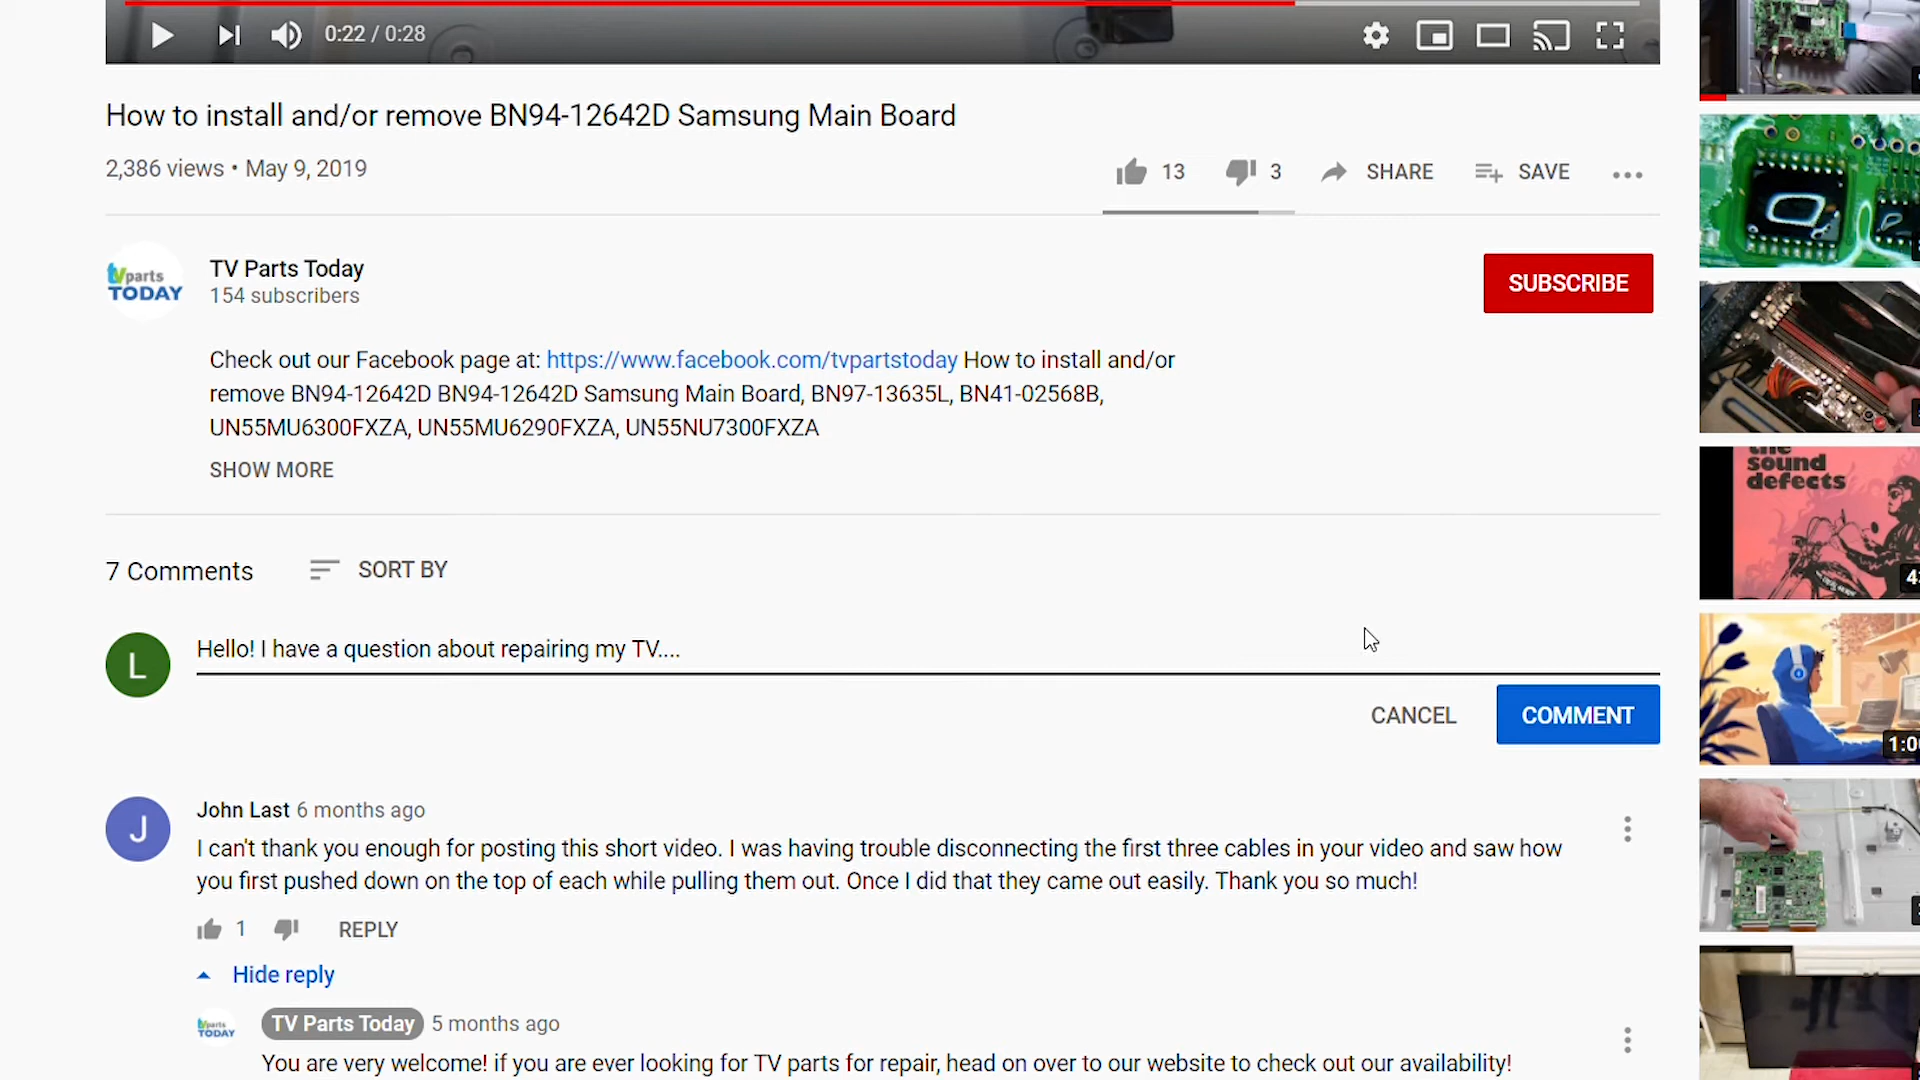 0:22 / 0:28
How to install and/or remove BN94-12642D Samsung Main Board
2,386 views • May 9, 2019
13
3
SHARE
SAVE
tv parts TODAY
TV Parts Today
154 subscribers
SUBSCRIBE
Check out our Facebook page at: https://www.facebook.com/tvpartstoday How to install and/or
remove BN94-12642D BN94-12642D Samsung Main Board, BN97-13635L, BN41-02568B,
UN55MU6300FXZA, UN55MU6290FXZA, UN55NU7300FXZA
SHOW MORE
the
sound
defects
7 Comments
SORT BY
L
Hello! I have a question about repairing my TV....
CANCEL
COMMENT
J
John Last 6 months ago
I can't thank you enough for posting this short video. I was having trouble disconnecting the first three cables in your video and saw how
you first pushed down on the top of each while pulling them out. Once I did that they came out easily. Thank you so much!
1
REPLY
Hide reply
tv parts TODAY
TV Parts Today 5 months ago
You are very welcome! if you are ever looking for TV parts for repair, head on over to our website to check out our availability!